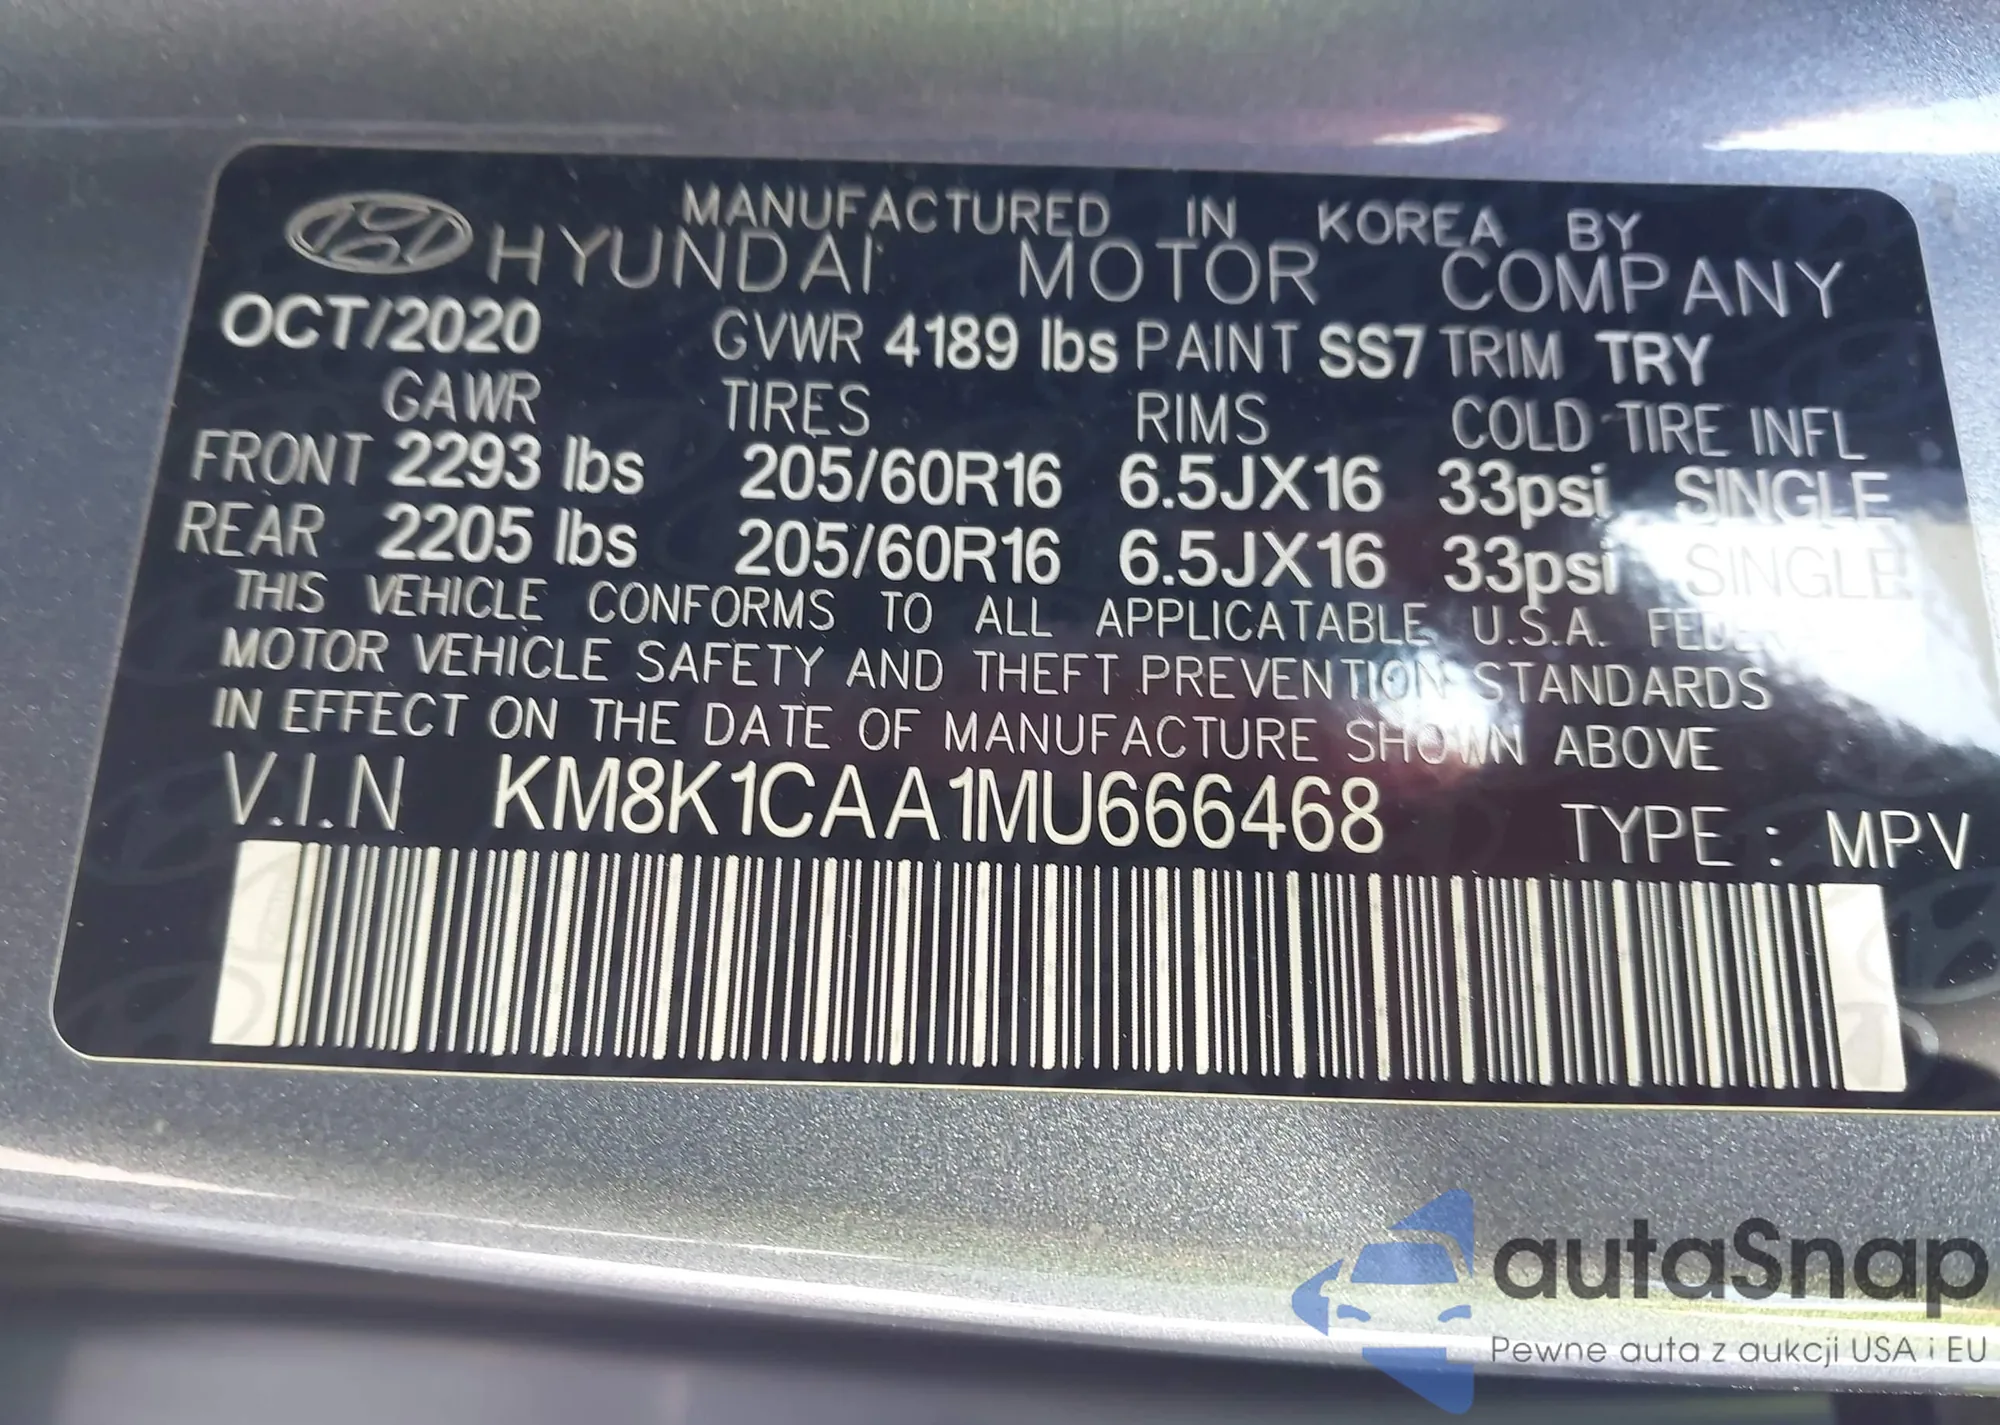 MANUFACTURED IN KOREA BY
HYUNDAI MOTOR COMPANY
OCT/2020 GVWR 4189 lbs PAINT SS7 TRIM TRY
GAWR TIRES RIMS COLD TIRE INFL
FRONT 2293 lbs 205/60R16 6.5JX16 33psi SINGLE
REAR 2205 lbs 205/60R16 6.5JX16 33psi SINGLE
THIS VEHICLE CONFORMS TO ALL APPLICATABLE U.S.A.
MOTOR VEHICLE SAFETY AND THEFT PREVENTION STANDARDS
IN EFFECT ON THE DATE OF MANUFACTURE SHOWN ABOVE
V.I.N KM8K1CAA1MU666468 TYPE : MPV
autaSnap
Pewne auta z aukcji USA i EU